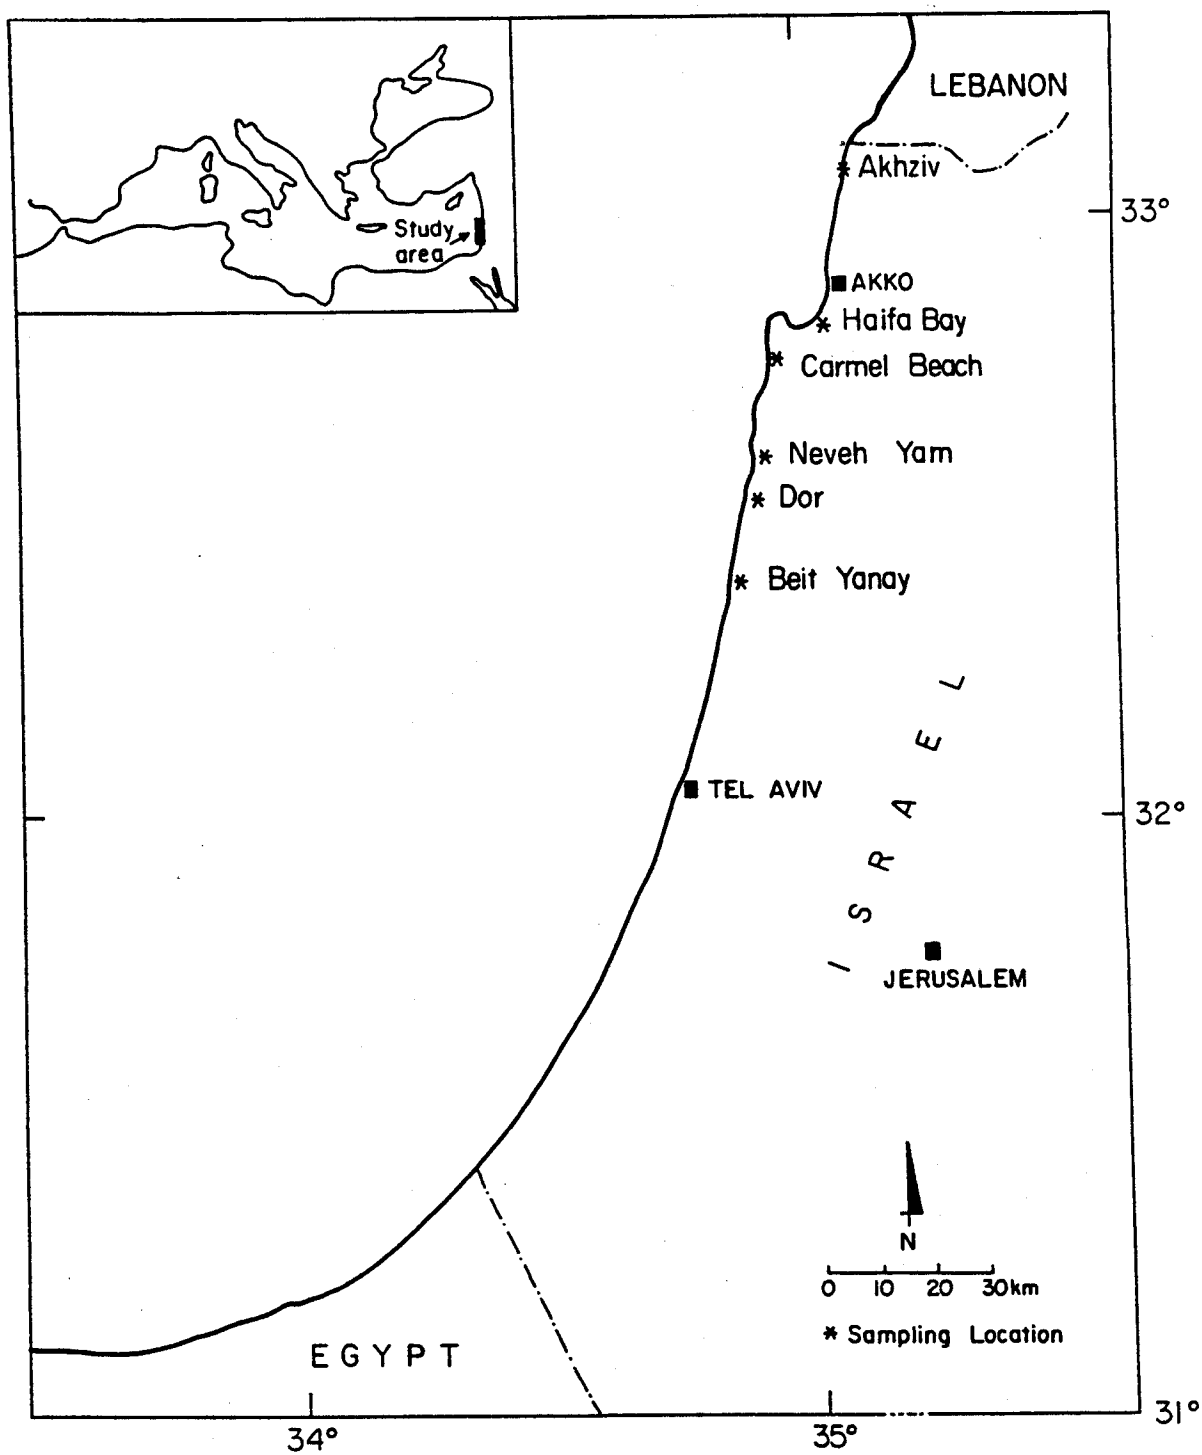 LEBANON
Akhziv
33°
Study
area
AKKO
Haifa Bay
Carmel Beach
Neveh Yam
Dor
Beit Yanay
ISRAEL
TEL AVIV
32°
JERUSALEM
N
0 10 20 30km
* Sampling Location
EGYPT
31°
34° 35°